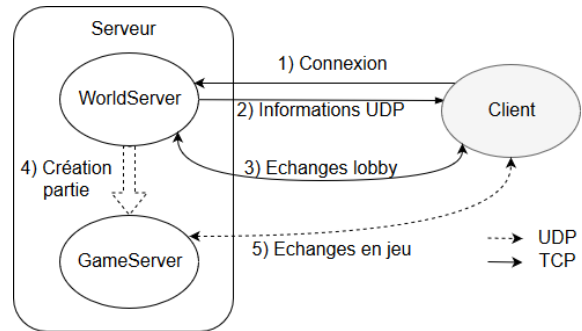 Serveur
1) Connexion
WorldServer
Client
2) Informations UDP
4) Création
partie
3) Echanges lobby
GameServer
5) Echanges en jeu
UDP
TCP